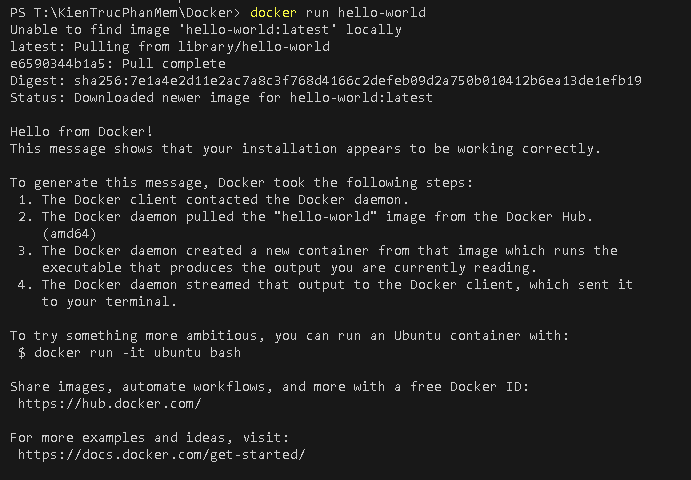 PS T:\KienTrucPhanMem\Docker> docker run hello-world
Unable to find image 'hello-world:latest' locally
latest: Pulling from library/hello-world
e6590344b1a5: Pull complete
Digest: sha256:7e1a4e2d11e2ac7a8c3f768d4166c2defeb09d2a750b010412b6ea13de1efb19
Status: Downloaded newer image for hello-world:latest

Hello from Docker!
This message shows that your installation appears to be working correctly.

To generate this message, Docker took the following steps:
 1. The Docker client contacted the Docker daemon.
 2. The Docker daemon pulled the "hello-world" image from the Docker Hub.
    (amd64)
 3. The Docker daemon created a new container from that image which runs the
    executable that produces the output you are currently reading.
 4. The Docker daemon streamed that output to the Docker client, which sent it
    to your terminal.

To try something more ambitious, you can run an Ubuntu container with:
 $ docker run -it ubuntu bash

Share images, automate workflows, and more with a free Docker ID:
 https://hub.docker.com/

For more examples and ideas, visit:
 https://docs.docker.com/get-started/